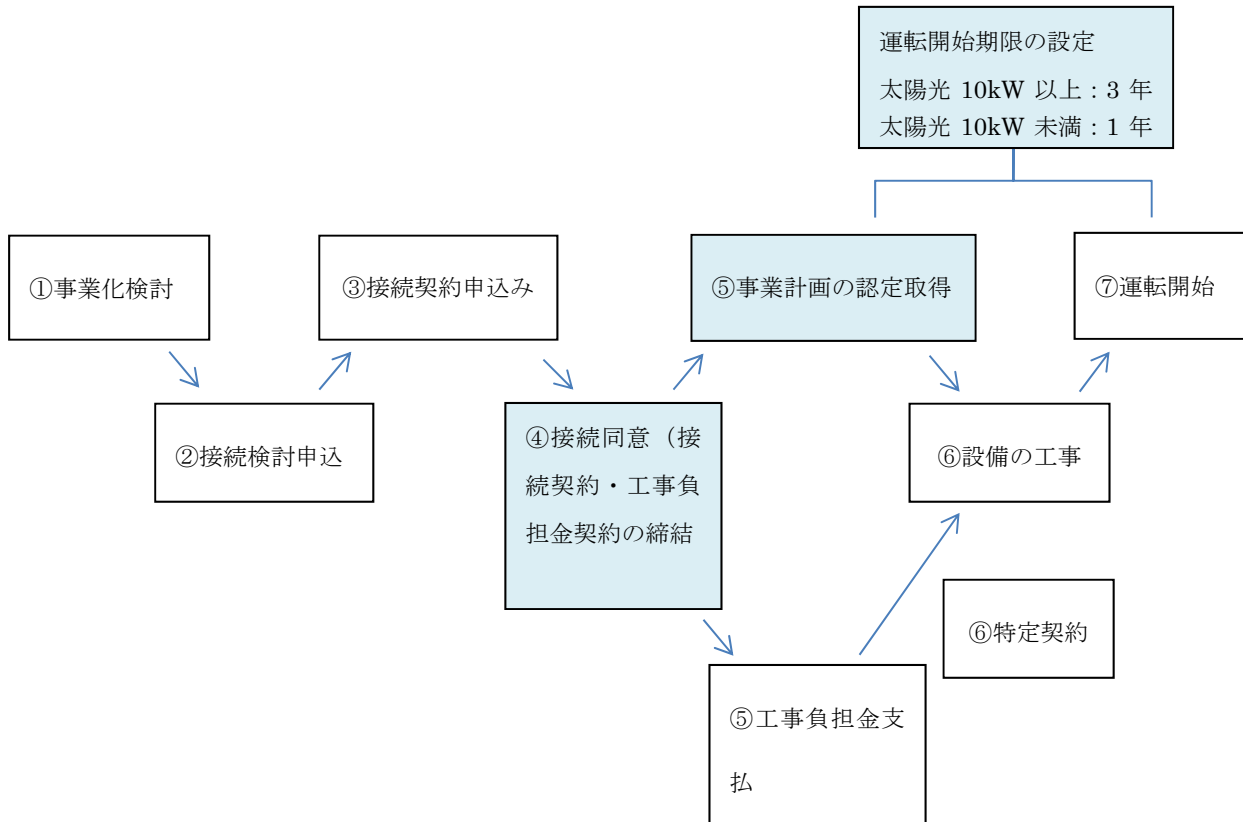 運転開始期限の設定
太陽光 10kW 以上：3 年
太陽光 10kW 未満：1 年
①事業化検討
③接続契約申込み
⑤事業計画の認定取得
⑦運転開始
②接続検討申込
④接続同意（接
続契約・工事負
担金契約の締結
⑥設備の工事
⑥特定契約
⑤工事負担金支
払